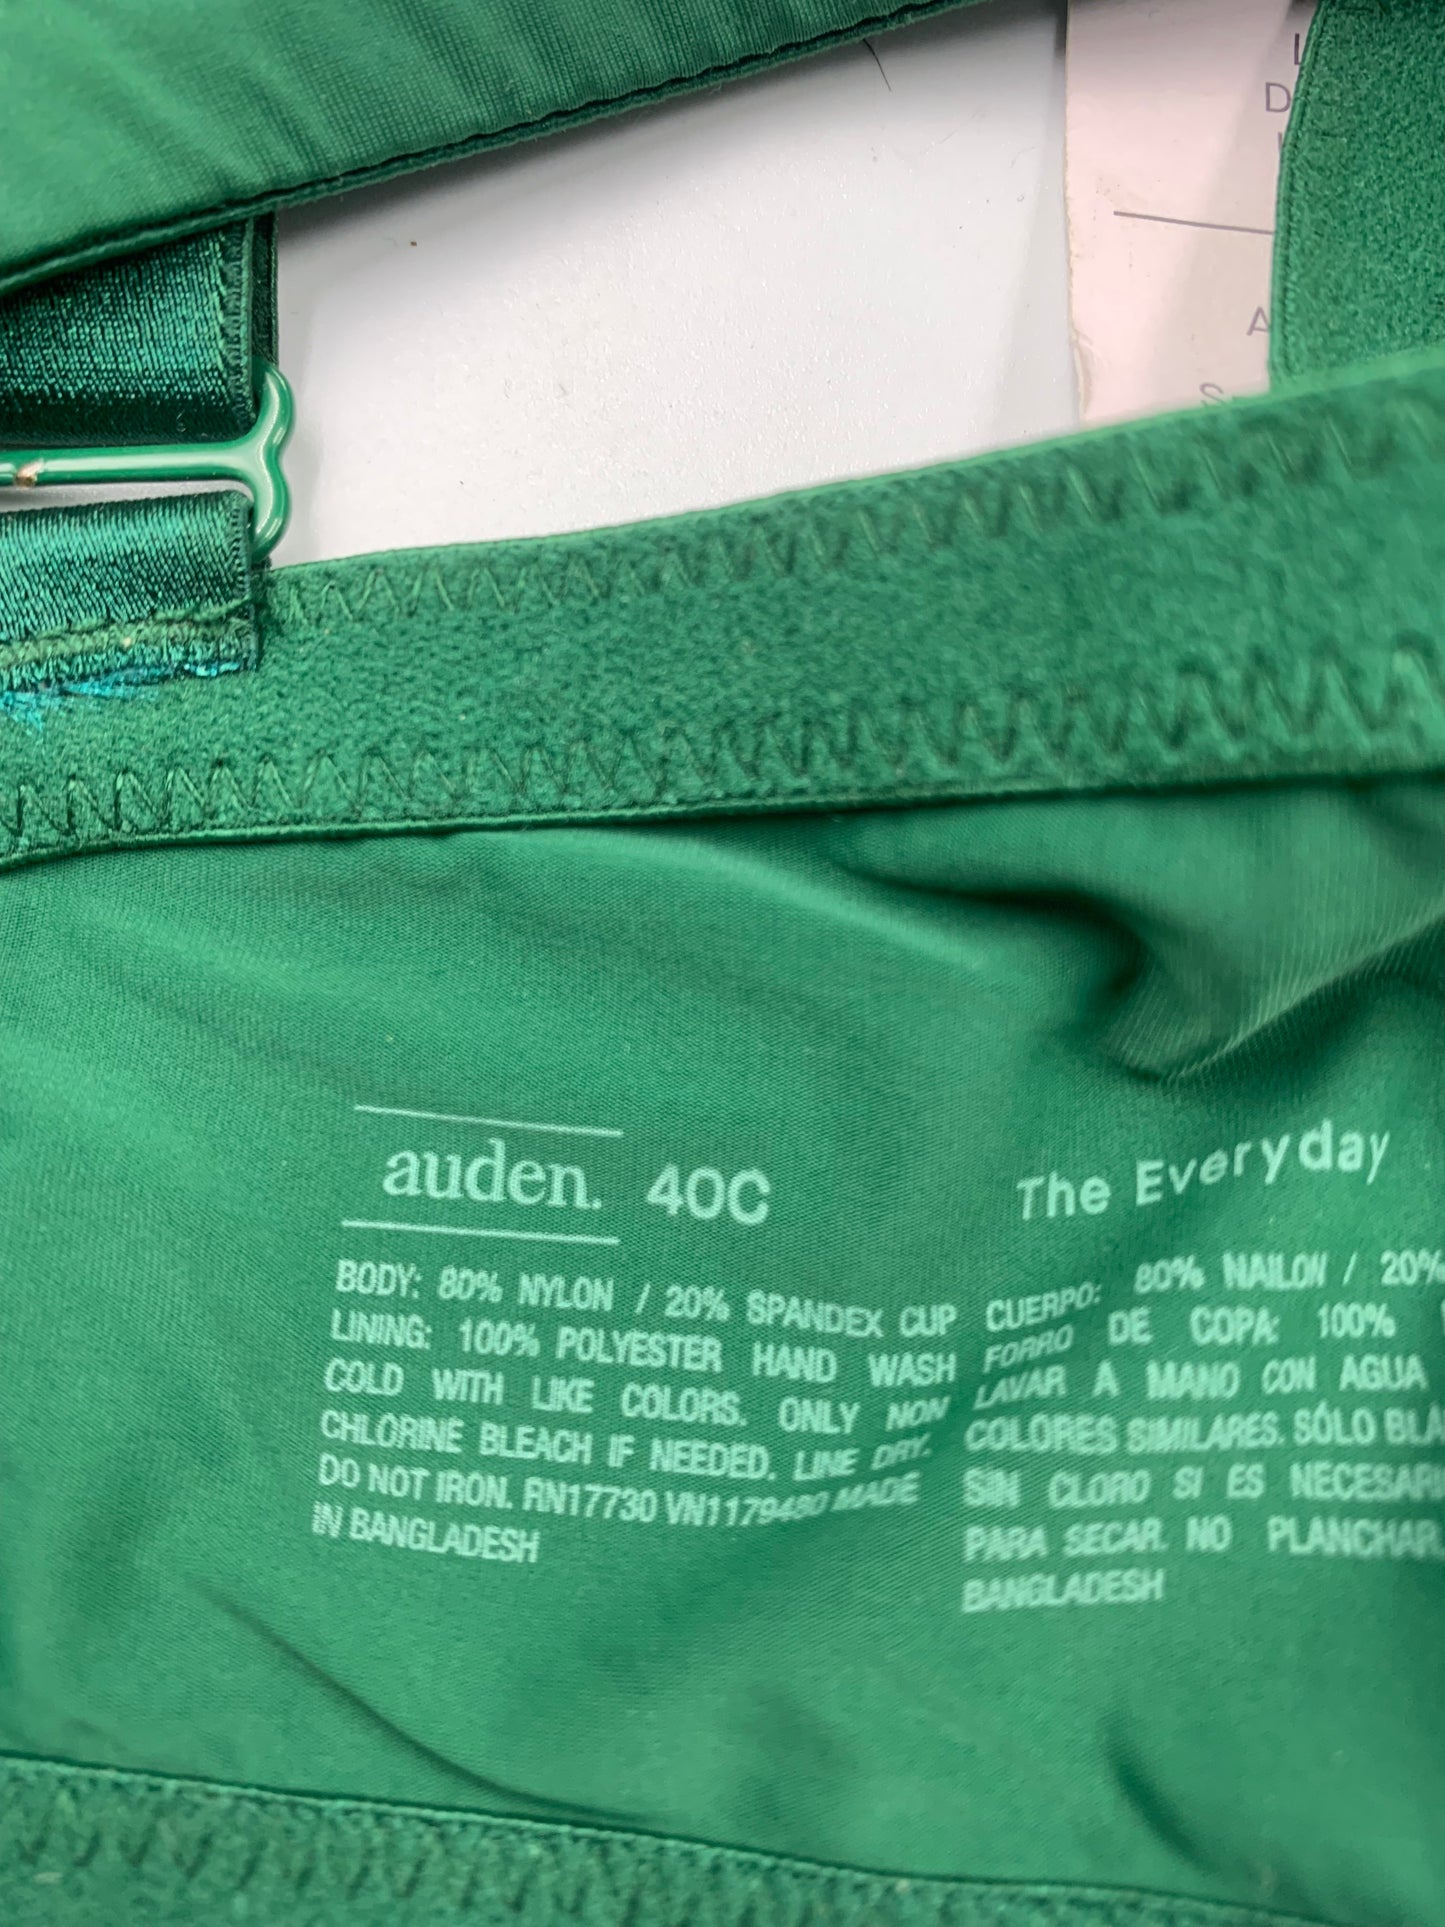 L
D
A
S
auden. 40C
BODY: 80% NYLON / 20% SPANDEX CUP
LINING: 100% POLYESTER HAND WASH
COLD WITH LIKE COLORS. ONLY NON
CHLORINE BLEACH IF NEEDED. LINE DRY.
DO NOT IRON. RN17730 VN1179480 MADE
IN BANGLADESH
The Everyday
CUERPO: 80% NAILON / 20%
FORRO DE COPA: 100%
LAVAR A MANO CON AGUA
COLORES SIMILARES. SÓLO BLA
SIN CLORO SI ES NECESARI
PARA SECAR. NO PLANCHAR.
BANGLADESH